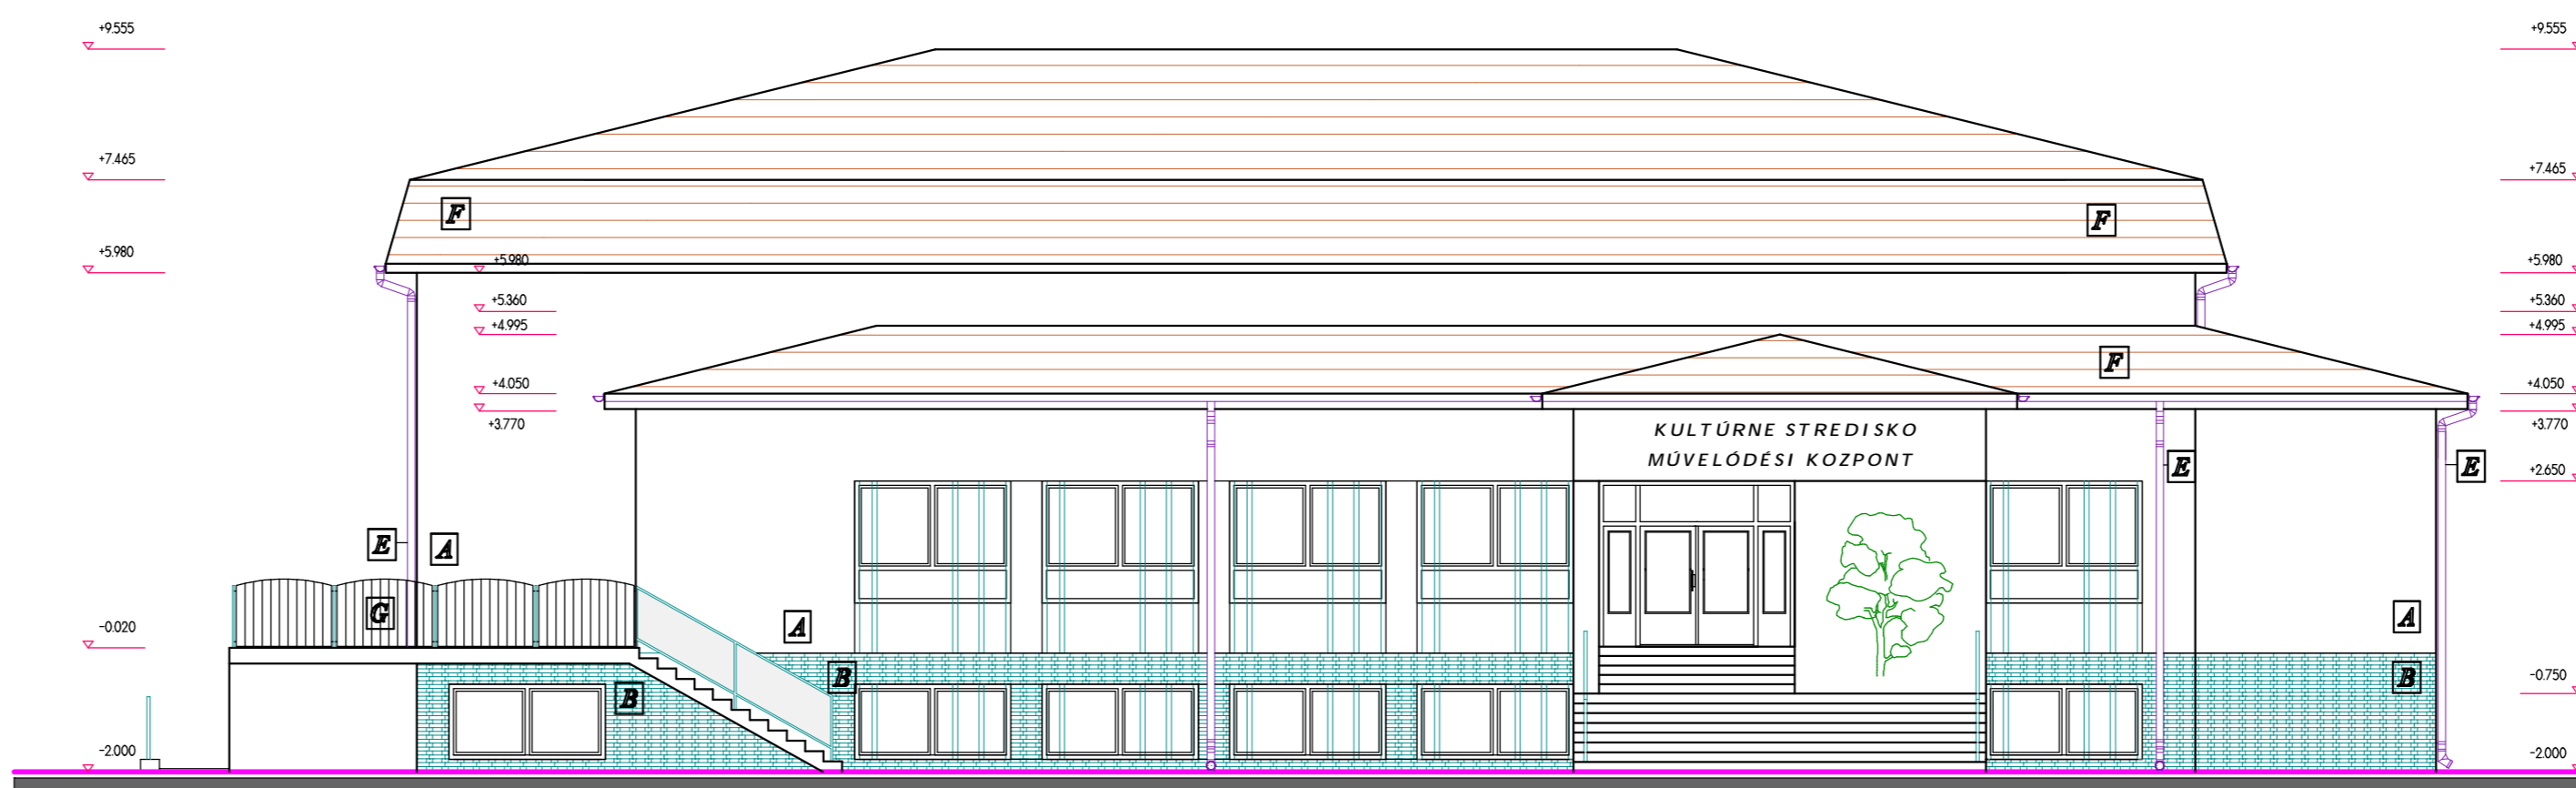 +9.555
+9.555
+7.465
+7.465
F
F
+5.980
+5.980
+5.980
+5.360
+5.360
+4.995
+4.995
F
+4.050
+4.050
+3.770
+3.770
KULTÚRNE STREDISKO
MÚVELÓDÉSI KOZPONT
E
E
+2.650
E
A
G
A
A
-0.020
B
B
B
-0.750
-2.000
-2.000